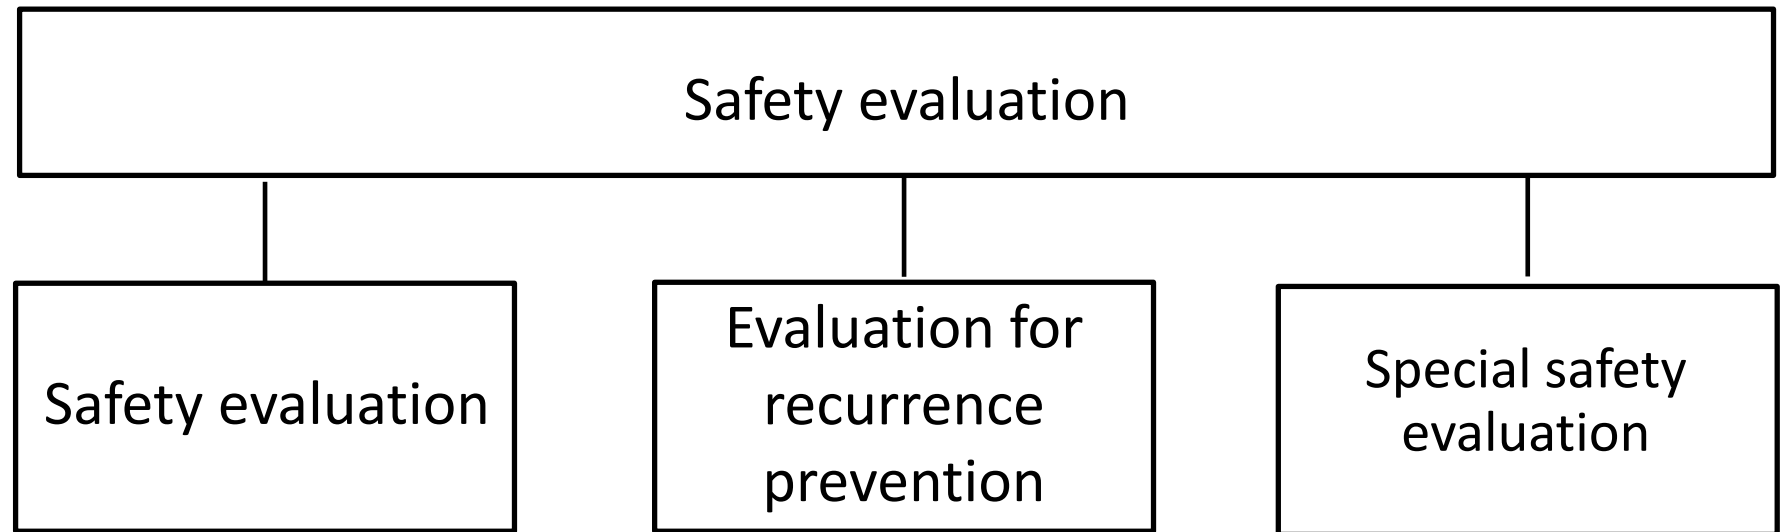 Safety evaluation
Safety evaluation
Evaluation for
recurrence
prevention
Special safety
evaluation